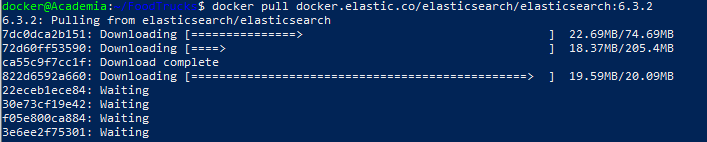 docker@Academia:~/FoodTrucks$ docker pull docker.elastic.co/elasticsearch/elasticsearch:6.3.2
6.3.2: Pulling from elasticsearch/elasticsearch
7dc0dca2b151: Downloading [===============> ] 22.69MB/74.69MB
72d60ff53590: Downloading [====> ] 18.37MB/205.4MB
ca55c9f7cc1f: Download complete
822d6592a660: Downloading [================================================> ] 19.59MB/20.09MB
22eceb1ece84: Waiting
30e73cf19e42: Waiting
f05e800ca884: Waiting
3e6ee2f75301: Waiting